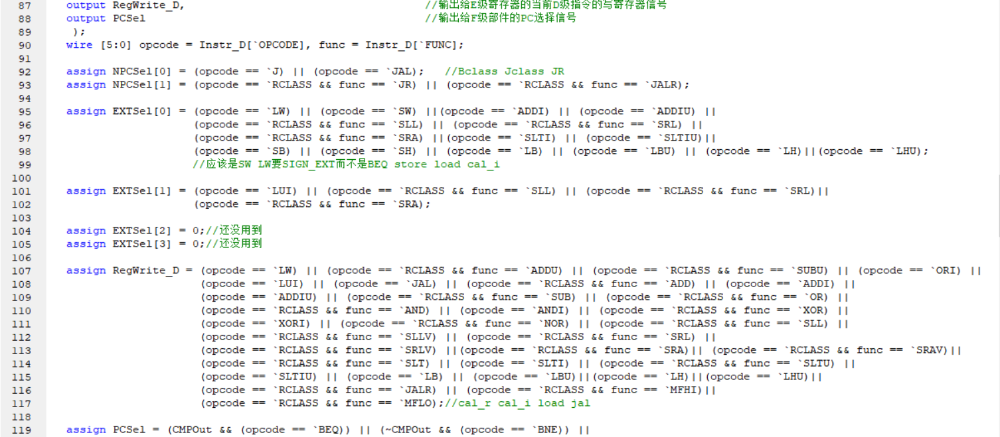 87 output RegWrite_D, //输出给E级寄存器的当前D级指令的写寄存器信号
88 output PCSel //输出给F级部件的PC选择信号
89 );
90 wire [5:0] opcode = Instr_D[`OPCODE], func = Instr_D[`FUNC];
91
92 assign NPCSel[0] = (opcode == `J) || (opcode == `JAL); //Bclass Jclass JR
93 assign NPCSel[1] = (opcode == `RCLASS && func == `JR) || (opcode == `RCLASS && func == `JALR);
94
95 assign EXTSel[0] = (opcode == `LW) || (opcode == `SW) ||(opcode == `ADDI) || (opcode == `ADDIU) ||
96 (opcode == `RCLASS && func == `SLL) || (opcode == `RCLASS && func == `SRL) ||
97 (opcode == `RCLASS && func == `SRA) ||(opcode == `SLTI) || (opcode == `SLTIU)||
98 (opcode == `SB) || (opcode == `SH) || (opcode == `LB) || (opcode == `LBU) || (opcode == `LH)||(opcode == `LHU);
99 //应该是SW LW要SIGN_EXT而不是BEQ store load cal_i
100
101 assign EXTSel[1] = (opcode == `LUI) || (opcode == `RCLASS && func == `SLL) || (opcode == `RCLASS && func == `SRL)||
102 (opcode == `RCLASS && func == `SRA);
103
104 assign EXTSel[2] = 0;//还没用到
105 assign EXTSel[3] = 0;//还没用到
106
107 assign RegWrite_D = (opcode == `LW) || (opcode == `RCLASS && func == `ADDU) || (opcode == `RCLASS && func == `SUBU) || (opcode == `ORI) ||
108 (opcode == `LUI) || (opcode == `JAL) || (opcode == `RCLASS && func == `ADD) || (opcode == `ADDI) ||
109 (opcode == `ADDIU) || (opcode == `RCLASS && func == `SUB) || (opcode == `RCLASS && func == `OR) ||
110 (opcode == `RCLASS && func == `AND) || (opcode == `ANDI) || (opcode == `RCLASS && func == `XOR) ||
111 (opcode == `XORI) || (opcode == `RCLASS && func == `NOR) || (opcode == `RCLASS && func == `SLL) ||
112 (opcode == `RCLASS && func == `SLLV) || (opcode == `RCLASS && func == `SRL) ||
113 (opcode == `RCLASS && func == `SRLV) ||(opcode == `RCLASS && func == `SRA)|| (opcode == `RCLASS && func == `SRAV)||
114 (opcode == `RCLASS && func == `SLT) || (opcode == `SLTI) || (opcode == `RCLASS && func == `SLTU) ||
115 (opcode == `SLTIU) || (opcode == `LB) || (opcode == `LBU)||(opcode == `LH)||(opcode == `LHU)||
116 (opcode == `RCLASS && func == `JALR) || (opcode == `RCLASS && func == `MFHI)||
117 (opcode == `RCLASS && func == `MFLO);//cal_r cal_i load jal
118
119 assign PCSel = (CMPOut && (opcode == `BEQ)) || (~CMPOut && (opcode == `BNE)) ||